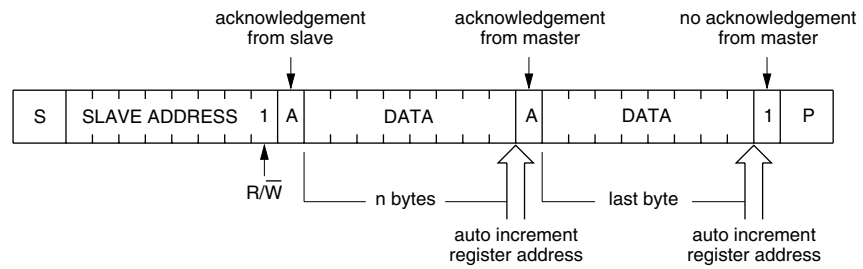 acknowledgement
from slave
acknowledgement
from master
no acknowledgement
from master
S SLAVE ADDRESS 1 A DATA A DATA 1 P
R/W̅
n bytes
last byte
auto increment
register address
auto increment
register address